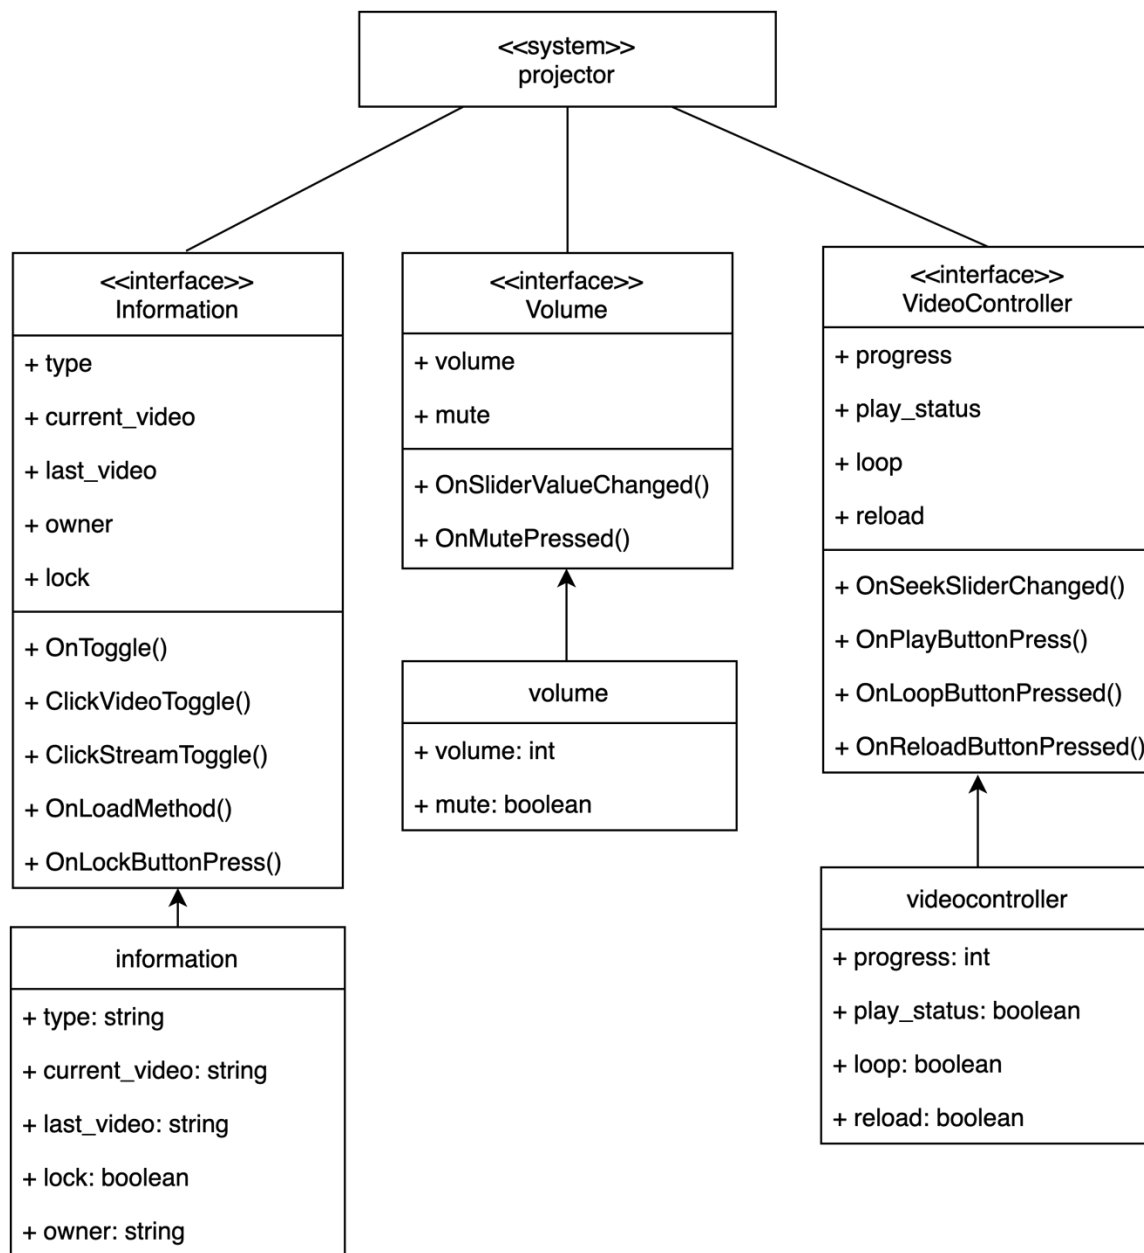 <<system>>
projector
<<interface>>
Information
+ type
+ current_video
+ last_video
+ owner
+ lock
+ OnToggle()
+ ClickVideoToggle()
+ ClickStreamToggle()
+ OnLoadMethod()
+ OnLockButtonPress()
information
+ type: string
+ current_video: string
+ last_video: string
+ lock: boolean
+ owner: string
<<interface>>
Volume
+ volume
+ mute
+ OnSliderValueChanged()
+ OnMutePressed()
volume
+ volume: int
+ mute: boolean
<<interface>>
VideoController
+ progress
+ play_status
+ loop
+ reload
+ OnSeekSliderChanged()
+ OnPlayButtonPress()
+ OnLoopButtonPressed()
+ OnReloadButtonPressed()
videocontroller
+ progress: int
+ play_status: boolean
+ loop: boolean
+ reload: boolean